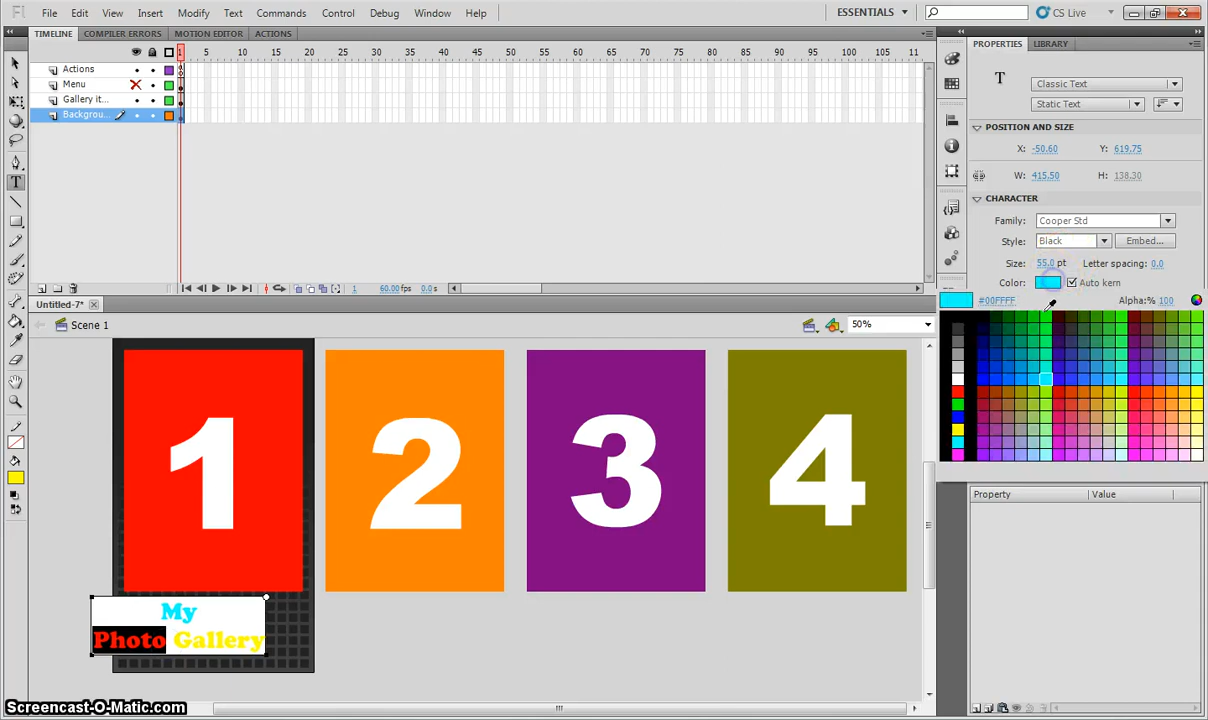 Fl File Edit View Insert Modify Text Commands Control Debug Window Help ESSENTIALS CS Live
TIMELINE COMPILER ERRORS MOTION EDITOR ACTIONS PROPERTIES LIBRARY
1 5 10 15 20 25 30 35 40 45 50 55 60 65 70 75 80 85 90 95 100 105 11
Actions
Menu
Gallery it...
Backgrou...
T Classic Text
Static Text
POSITION AND SIZE
X: -50.60 Y: 619.75
W: 415.50 H: 138.30
CHARACTER
Family: Cooper Std
Style: Black Embed...
Size: 55.0 pt Letter spacing: 0.0
Color: Auto kern
1 60.00 fps 0.0 s
#00FFFF Alpha:% 100
Untitled-7*
Scene 1 50%
1 2 3 4
My
Photo Gallery
Property Value
Screencast-O-Matic.com